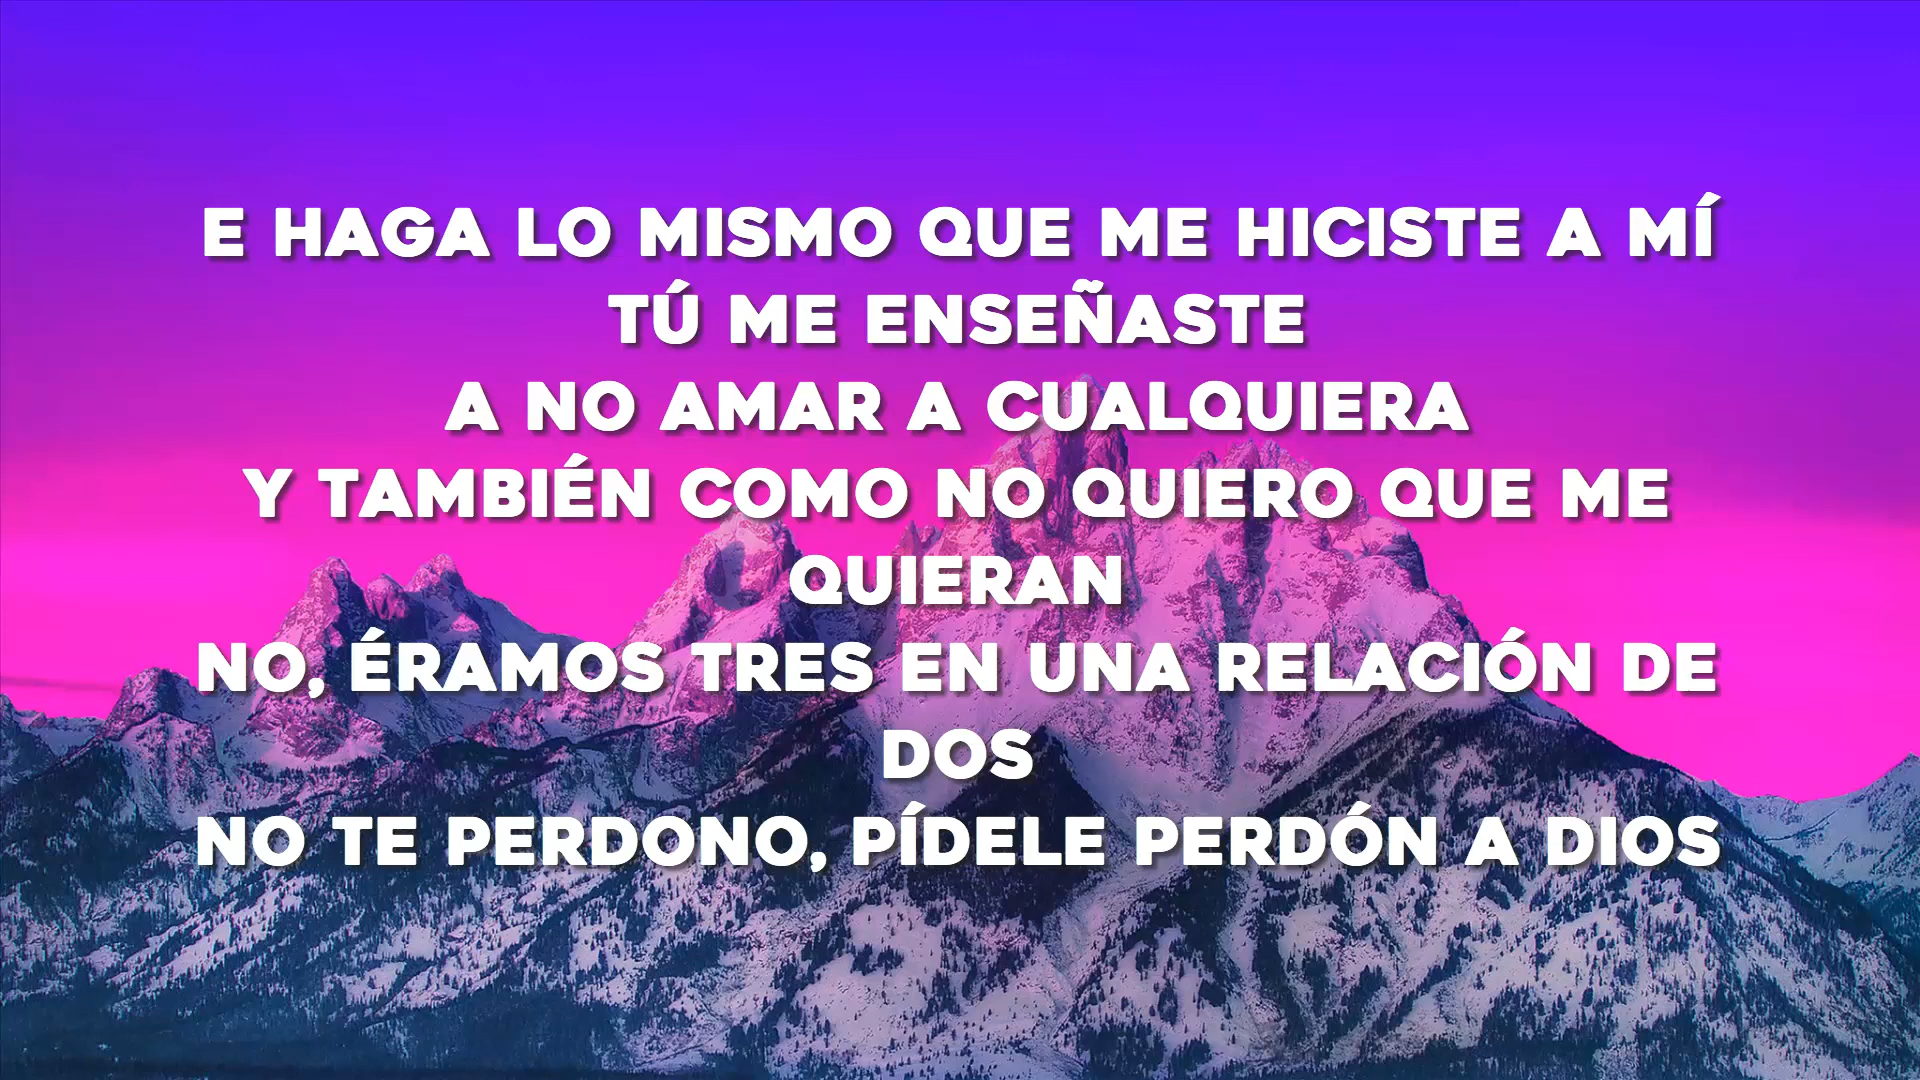 E HAGA LO MISMO QUE ME HICISTE A MÍ
TÚ ME ENSEÑASTE
A NO AMAR A CUALQUIERA
Y TAMBIÉN COMO NO QUIERO QUE ME
QUIERAN
NO, ÉRAMOS TRES EN UNA RELACIÓN DE
DOS
NO TE PERDONO, PÍDELE PERDÓN A DIOS